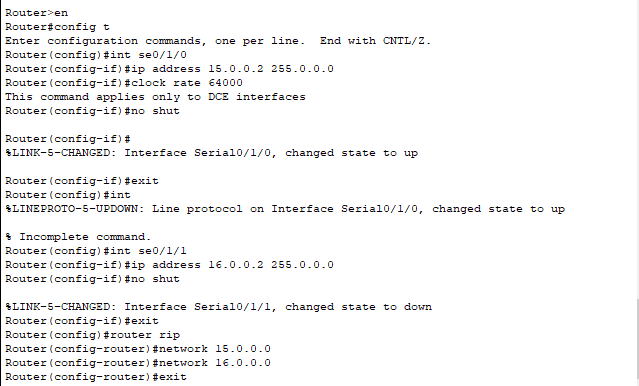 Router>en
Router#config t
Enter configuration commands, one per line.  End with CNTL/Z.
Router(config)#int se0/1/0
Router(config-if)#ip address 15.0.0.2 255.0.0.0
Router(config-if)#clock rate 64000
This command applies only to DCE interfaces
Router(config-if)#no shut
Router(config-if)#
%LINK-5-CHANGED: Interface Serial0/1/0, changed state to up
Router(config-if)#exit
Router(config)#int
%LINEPROTO-5-UPDOWN: Line protocol on Interface Serial0/1/0, changed state to up
% Incomplete command.
Router(config)#int se0/1/1
Router(config-if)#ip address 16.0.0.2 255.0.0.0
Router(config-if)#no shut
%LINK-5-CHANGED: Interface Serial0/1/1, changed state to down
Router(config-if)#exit
Router(config)#router rip
Router(config-router)#network 15.0.0.0
Router(config-router)#network 16.0.0.0
Router(config-router)#exit